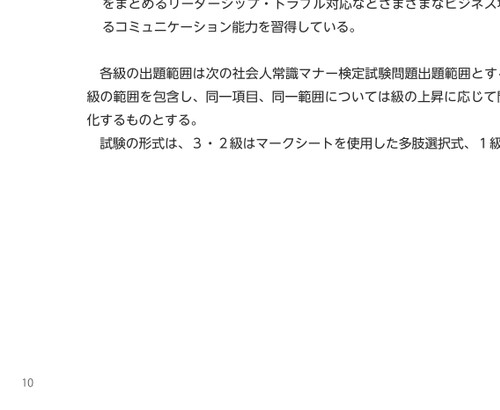 をまとめるリーダーシップ・トラブル対応などさまざまなビジネス
るコミュニケーション能力を習得している。
各級の出題範囲は次の社会人常識マナー検定試験問題出題範囲とす
級の範囲を包含し、同一項目、同一範囲については級の上昇に応じて
化するものとする。
試験の形式は、３・２級はマークシートを使用した多肢選択式、１級
10